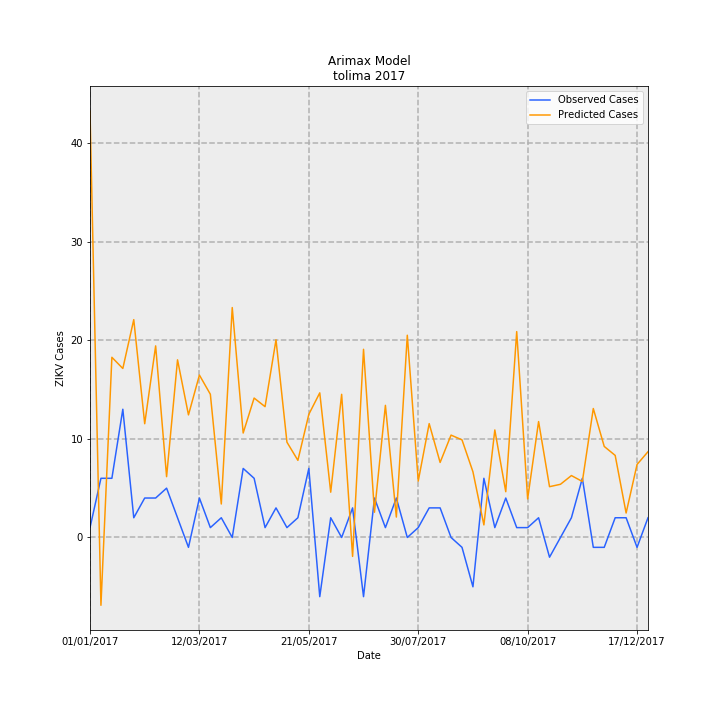 Arimax Model
tolima 2017
Observed Cases
Predicted Cases
ZIKV Cases
40
30
20
10
0
01/01/2017
12/03/2017
21/05/2017
30/07/2017
08/10/2017
17/12/2017
Date